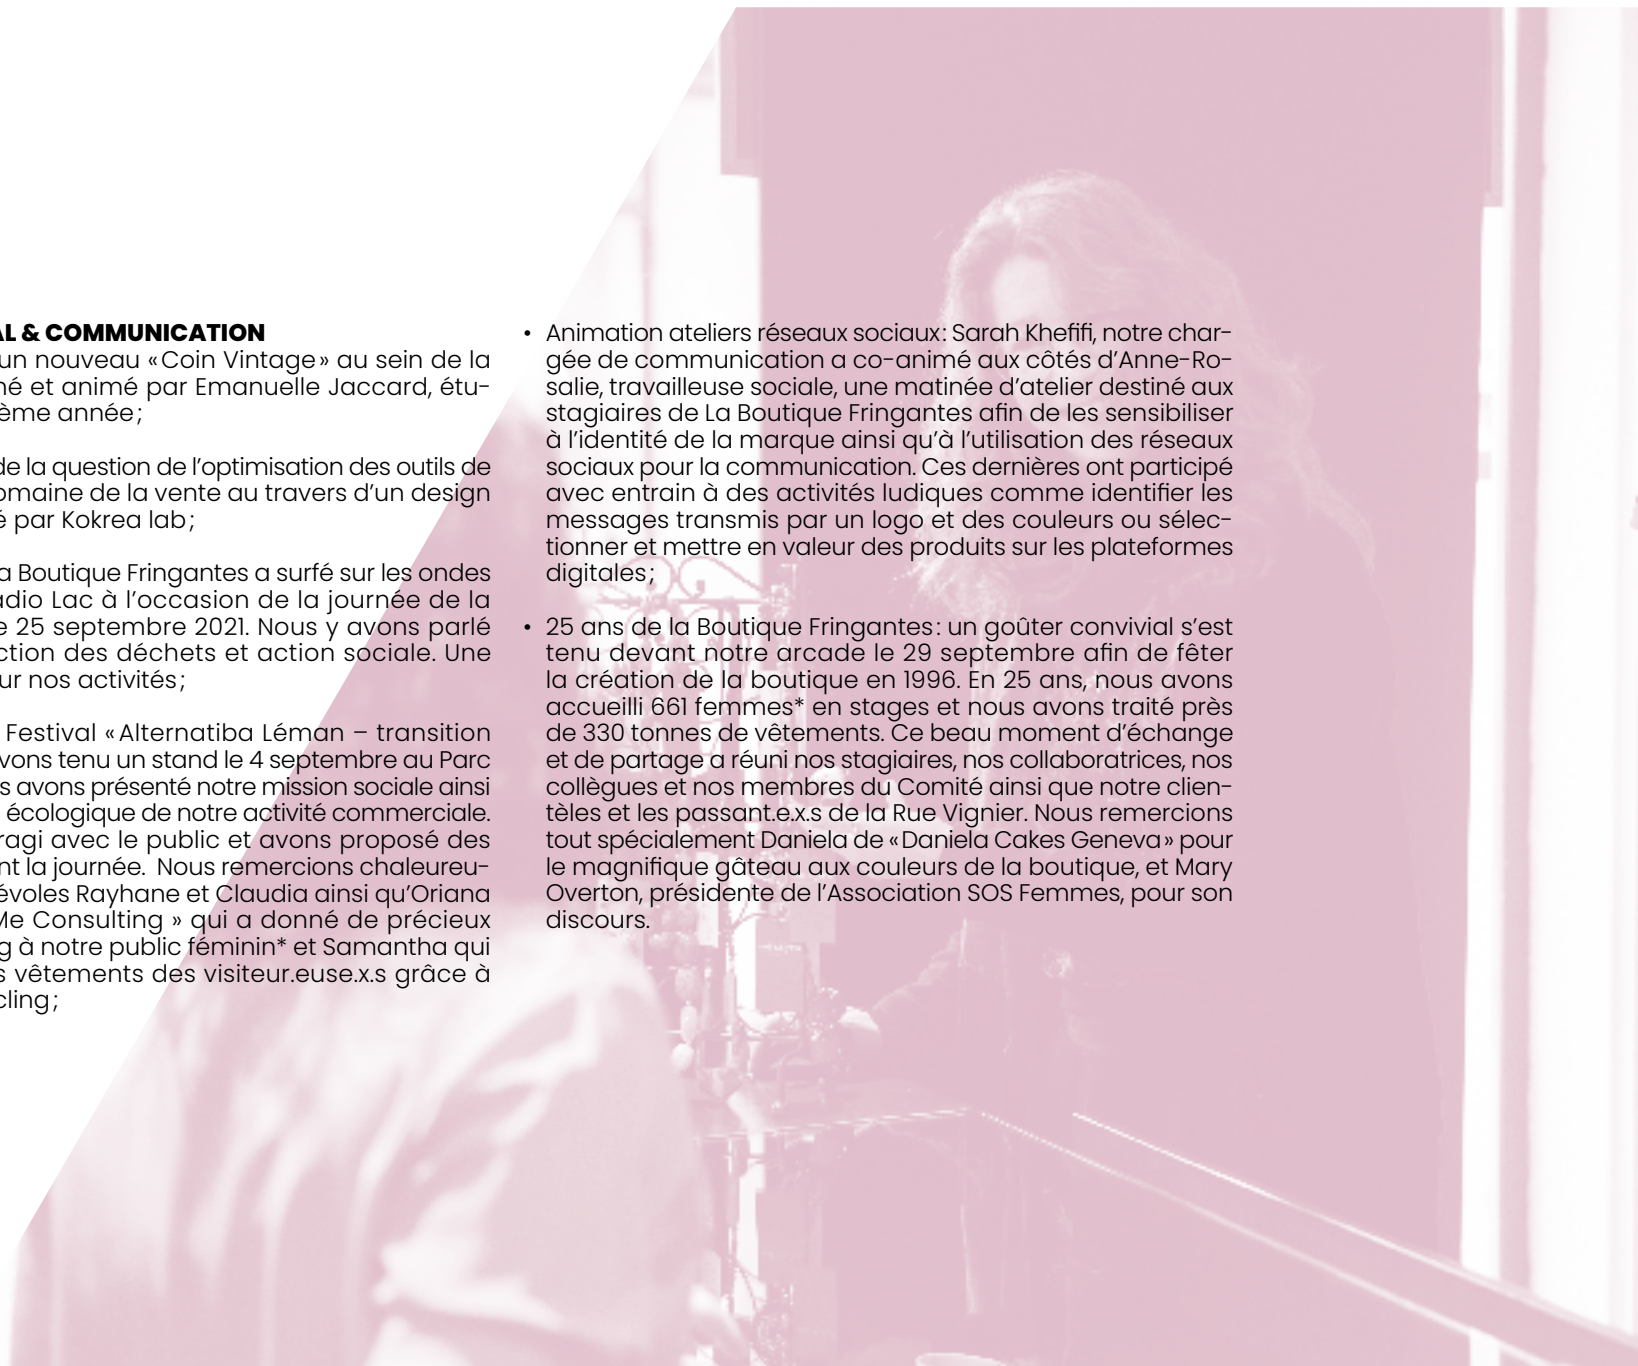 AL & COMMUNICATION
un nouveau «Coin Vintage» au sein de la
né et animé par Emanuelle Jaccard, étu-
ème année;
de la question de l'optimisation des outils de
omaine de la vente au travers d'un design
é par Kokrea lab;
a Boutique Fringantes a surfé sur les ondes
adio Lac à l'occasion de la journée de la
e 25 septembre 2021. Nous y avons parlé
ction des déchets et action sociale. Une
ur nos activités;
Festival «Alternatiba Léman – transition
vons tenu un stand le 4 septembre au Parc
s avons présenté notre mission sociale ainsi
écologique de notre activité commerciale.
ragi avec le public et avons proposé des
nt la journée. Nous remercions chaleureu-
évoles Rayhane et Claudia ainsi qu'Oriana
Me Consulting » qui a donné de précieux
g à notre public féminin* et Samantha qui
s vêtements des visiteur.euse.x.s grâce à
cling;
• Animation ateliers réseaux sociaux: Sarah Khefifi, notre char-
gée de communication a co-animé aux côtés d'Anne-Ro-
salie, travailleuse sociale, une matinée d'atelier destiné aux
stagiaires de La Boutique Fringantes afin de les sensibiliser
à l'identité de la marque ainsi qu'à l'utilisation des réseaux
sociaux pour la communication. Ces dernières ont participé
avec entrain à des activités ludiques comme identifier les
messages transmis par un logo et des couleurs ou sélec-
tionner et mettre en valeur des produits sur les plateformes
digitales;
• 25 ans de la Boutique Fringantes: un goûter convivial s'est
tenu devant notre arcade le 29 septembre afin de fêter
la création de la boutique en 1996. En 25 ans, nous avons
accueilli 661 femmes* en stages et nous avons traité près
de 330 tonnes de vêtements. Ce beau moment d'échange
et de partage a réuni nos stagiaires, nos collaboratrices, nos
collègues et nos membres du Comité ainsi que notre clien-
tèles et les passant.e.x.s de la Rue Vignier. Nous remercions
tout spécialement Daniela de «Daniela Cakes Geneva» pour
le magnifique gâteau aux couleurs de la boutique, et Mary
Overton, présidente de l'Association SOS Femmes, pour son
discours.